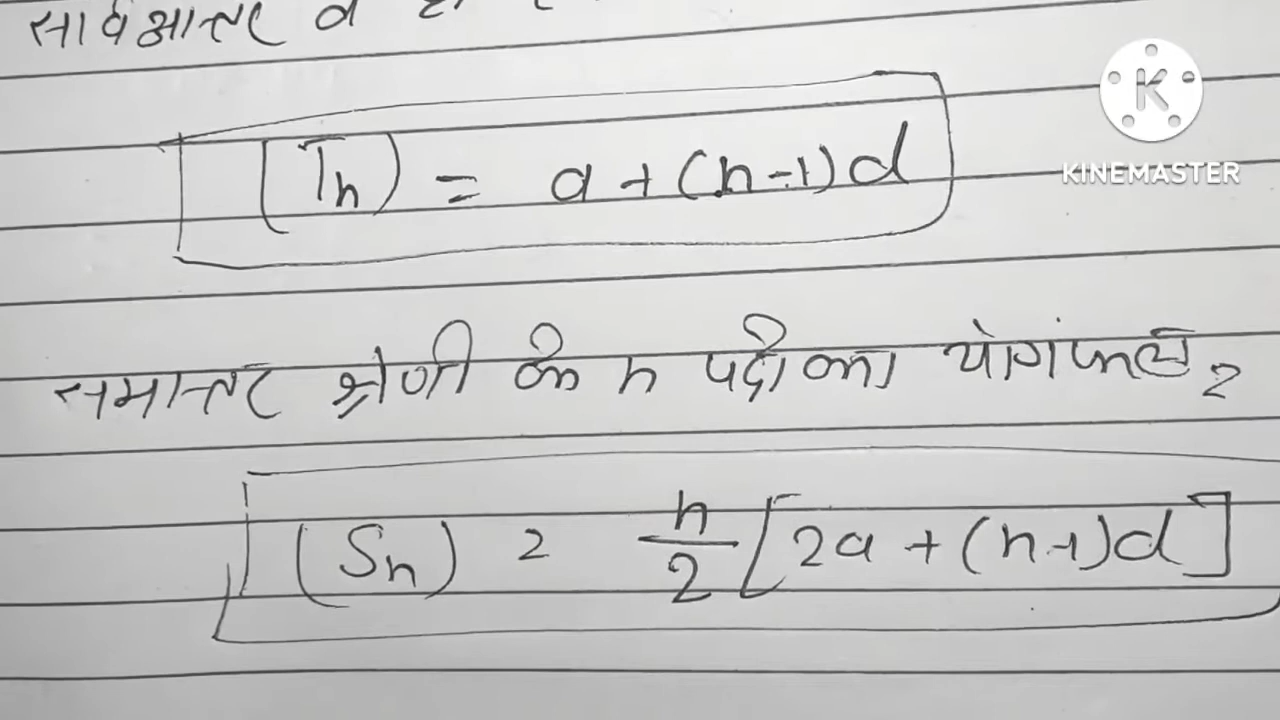 (Tn) = a + (n-1)d
KINEMASTER
समान्तर श्रेणी के n पदो का योगफल =
(Sn) = n/2 [2a + (n-1)d]